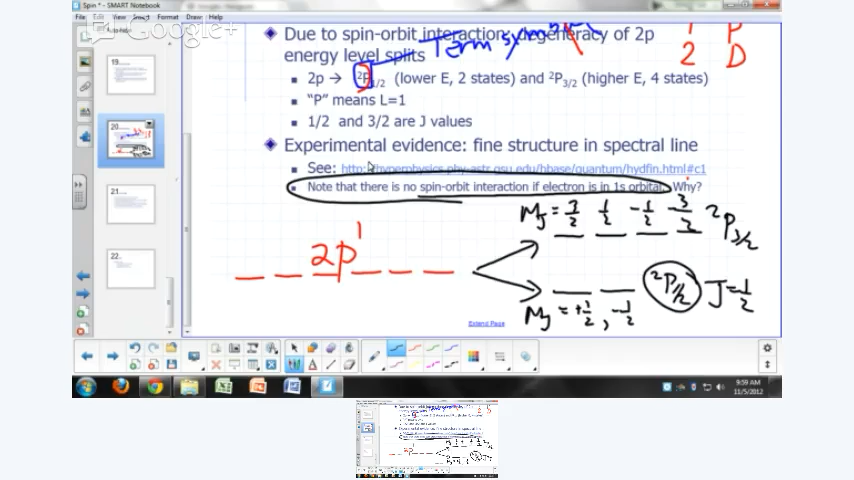 Spin * - SMART Notebook
File Edit View Insert Format Draw Help
Google+
19
20
21
22
Due to spin-orbit interaction, degeneracy of 2p
energy level splits
Term symbol
1 P
2 D
2p → ²P1/2 (lower E, 2 states) and ²P3/2 (higher E, 4 states)
"P" means L=1
1/2 and 3/2 are J values
Experimental evidence: fine structure in spectral line
See: http://hyperphysics.phy-astr.gsu.edu/hbase/quantum/hydfin.html#c1
Note that there is no spin-orbit interaction if electron is in 1s orbital. Why?
MJ = 3/2 1/2 -1/2 -3/2 ²P3/2
2p¹
²P1/2 J=1/2
MJ = +1/2, -1/2
Extend Page
9:59 AM
11/5/2012